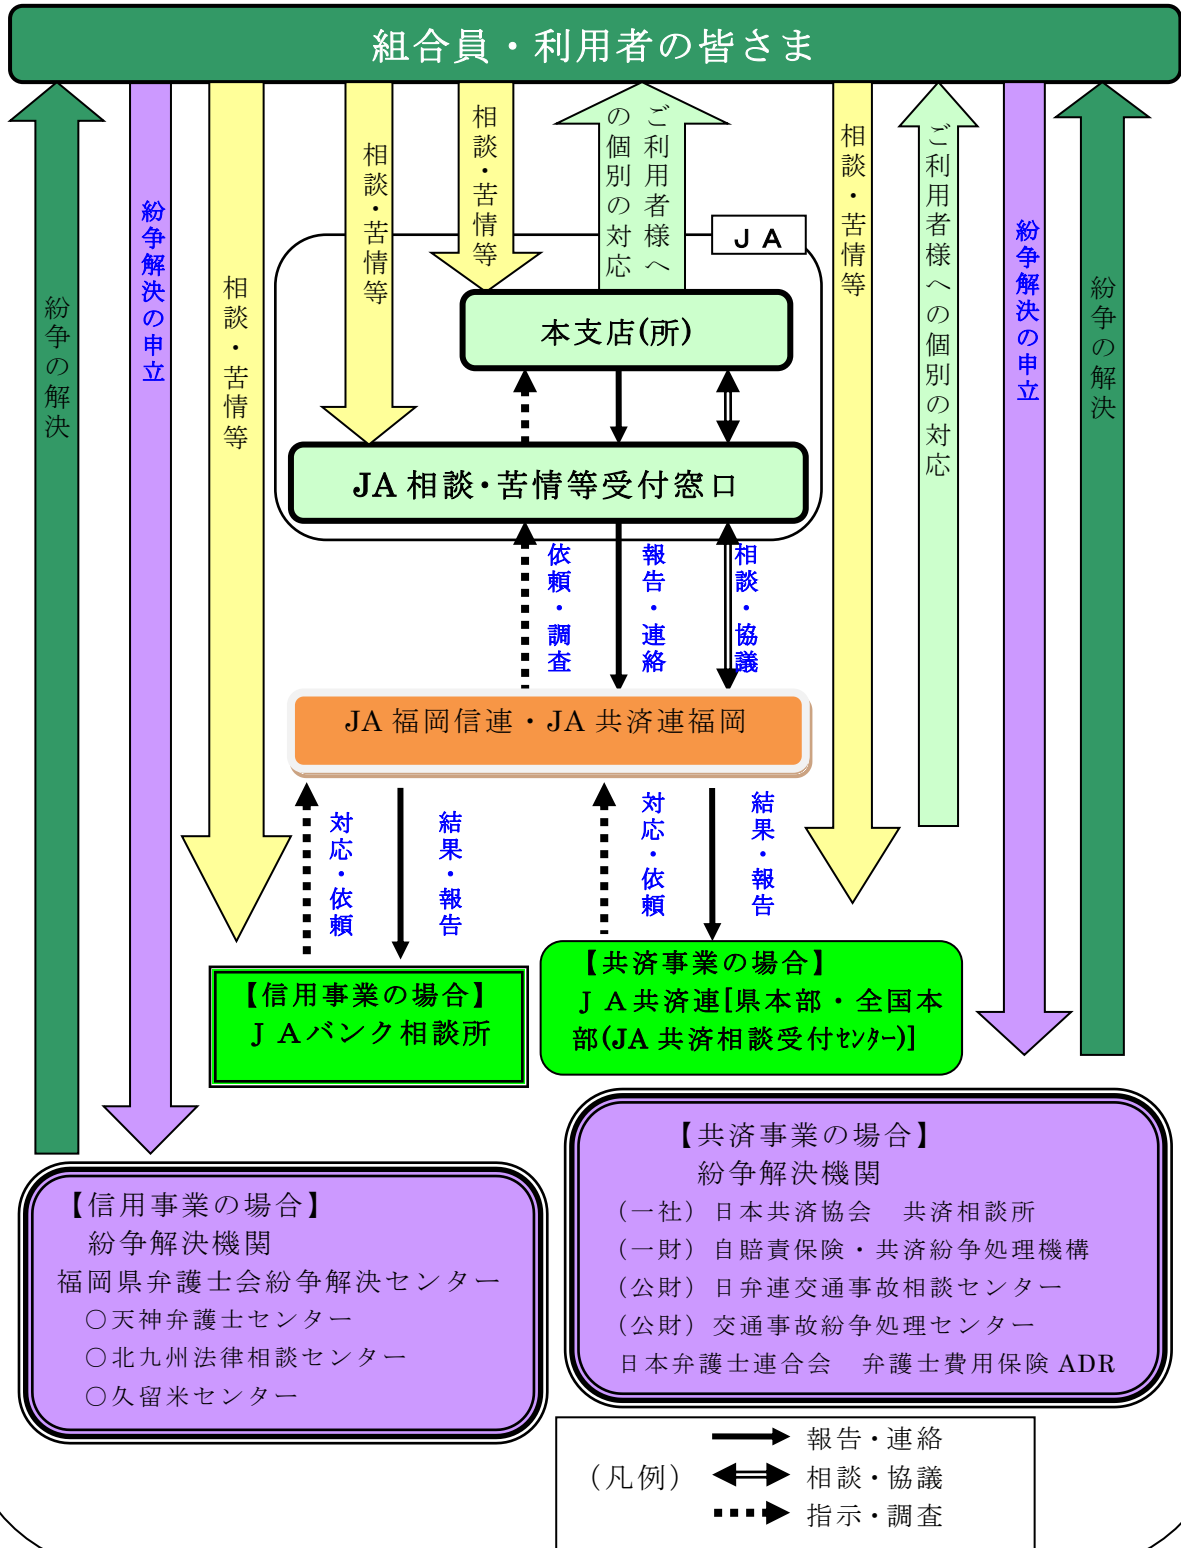 組合員・利用者の皆さま
紛争の解決
紛争解決の申立
相談・苦情等
相談・苦情等
相談・苦情等
ご利用者様へ
の個別の対応
相談・苦情等
ご利用者様への個別の対応
紛争解決の申立
紛争の解決
ＪＡ
本支店(所)
JA相談・苦情等受付窓口
依頼・調査
報告・連絡
相談・協議
JA福岡信連・JA共済連福岡
対応・依頼
結果・報告
対応・依頼
結果・報告
【信用事業の場合】
ＪＡバンク相談所
【共済事業の場合】
ＪＡ共済連[県本部・全国本
部(JA共済相談受付ｾﾝﾀｰ)]
【信用事業の場合】
紛争解決機関
福岡県弁護士会紛争解決センター
○天神弁護士センター
○北九州法律相談センター
○久留米センター
【共済事業の場合】
紛争解決機関
（一社）日本共済協会　共済相談所
（一財）自賠責保険・共済紛争処理機構
（公財）日弁連交通事故相談センター
（公財）交通事故紛争処理センター
日本弁護士連合会　弁護士費用保険ADR
（凡例）
報告・連絡
相談・協議
指示・調査